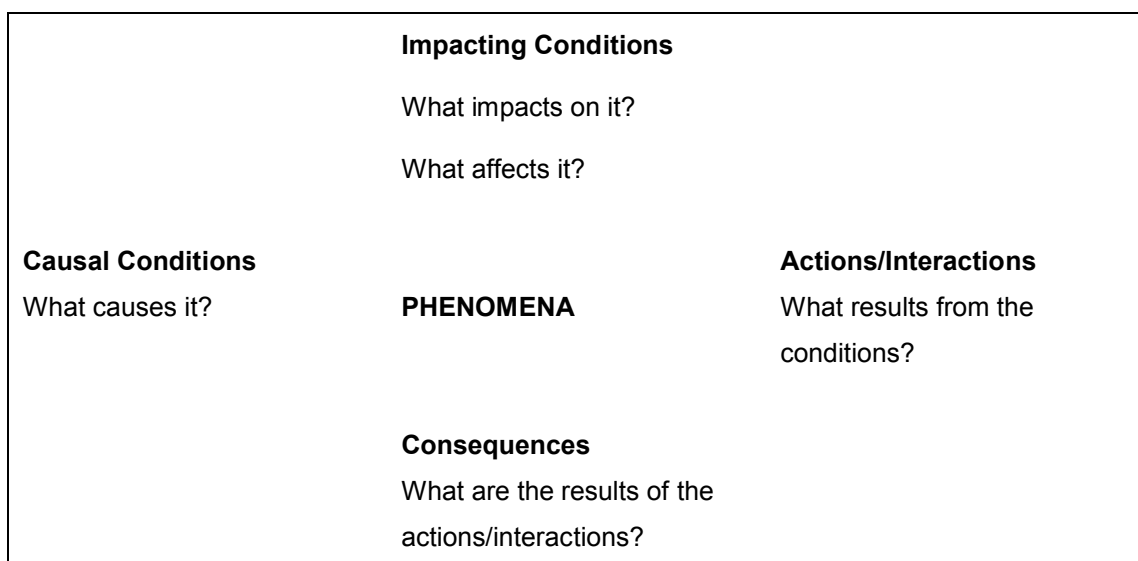 Impacting Conditions
What impacts on it?
What affects it?
Causal Conditions
What causes it?
PHENOMENA
Actions/Interactions
What results from the
conditions?
Consequences
What are the results of the
actions/interactions?